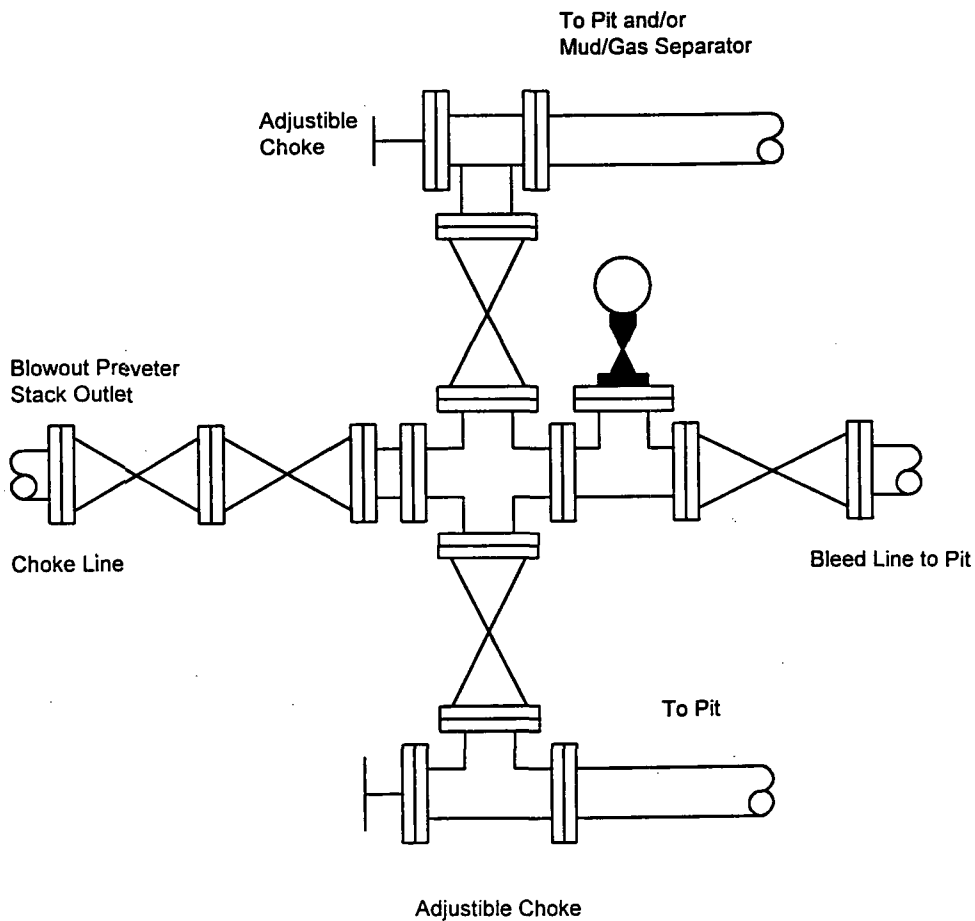 To Pit and/or
Mud/Gas Separator
Adjustible
Choke
Blowout Preveter
Stack Outlet
Choke Line
Bleed Line to Pit
To Pit
Adjustible Choke